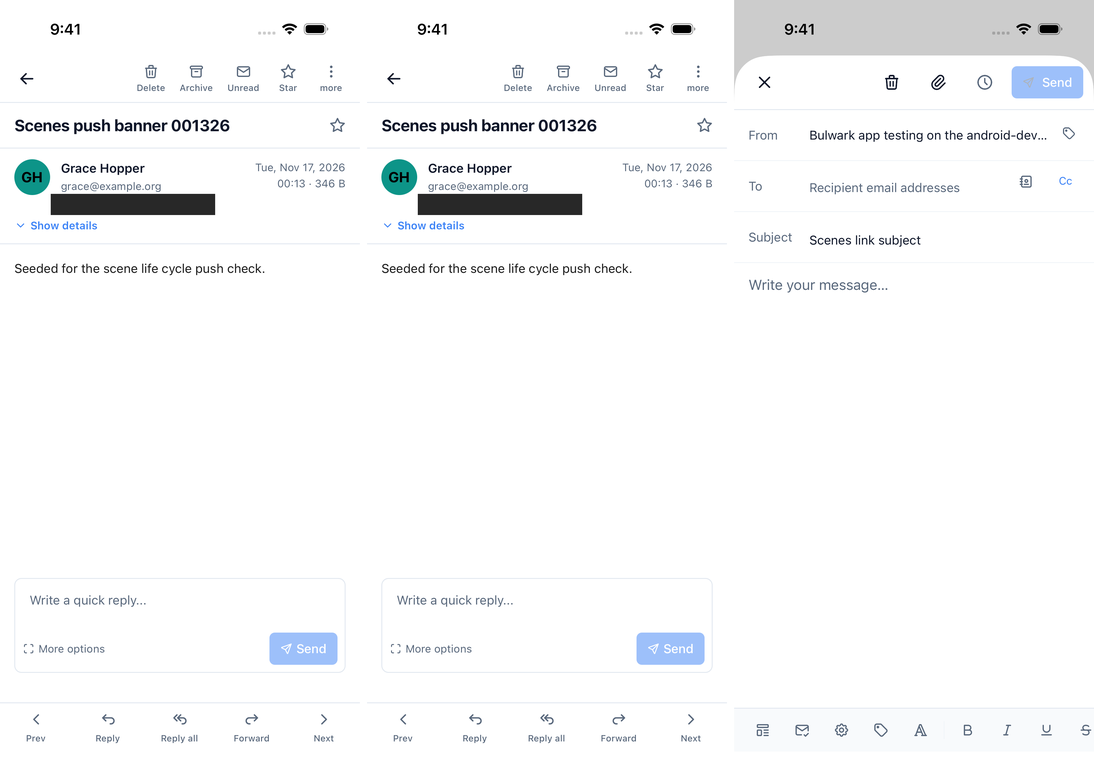 9:41
Delete Archive Unread Star more
Scenes push banner 001326
GH
Grace Hopper
Tue, Nov 17, 2026
grace@example.org
00:13 · 346 B
Show details
Seeded for the scene life cycle push check.
Write a quick reply...
More options
Send
Prev Reply Reply all Forward Next
9:41
Delete Archive Unread Star more
Scenes push banner 001326
GH
Grace Hopper
Tue, Nov 17, 2026
grace@example.org
00:13 · 346 B
Show details
Seeded for the scene life cycle push check.
Write a quick reply...
More options
Send
Prev Reply Reply all Forward Next
9:41
Send
From Bulwark app testing on the android-dev...
To Recipient email addresses Cc
Subject Scenes link subject
Write your message...
A B I U S